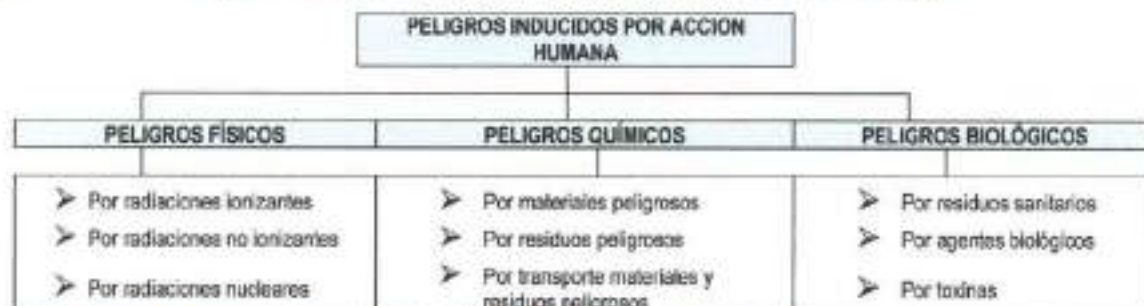 PELIGROS INDUCIDOS POR ACCION
HUMANA
PELIGROS FÍSICOS
PELIGROS QUÍMICOS
PELIGROS BIOLÓGICOS
➢ Por radiaciones ionizantes
➢ Por radiaciones no ionizantes
➢ Por radiaciones nucleares
➢ Por materiales peligrosos
➢ Por residuos peligrosos
➢ Por transporte materiales y
residuos peligrosos
➢ Por residuos sanitarios
➢ Por agentes biológicos
➢ Por toxinas